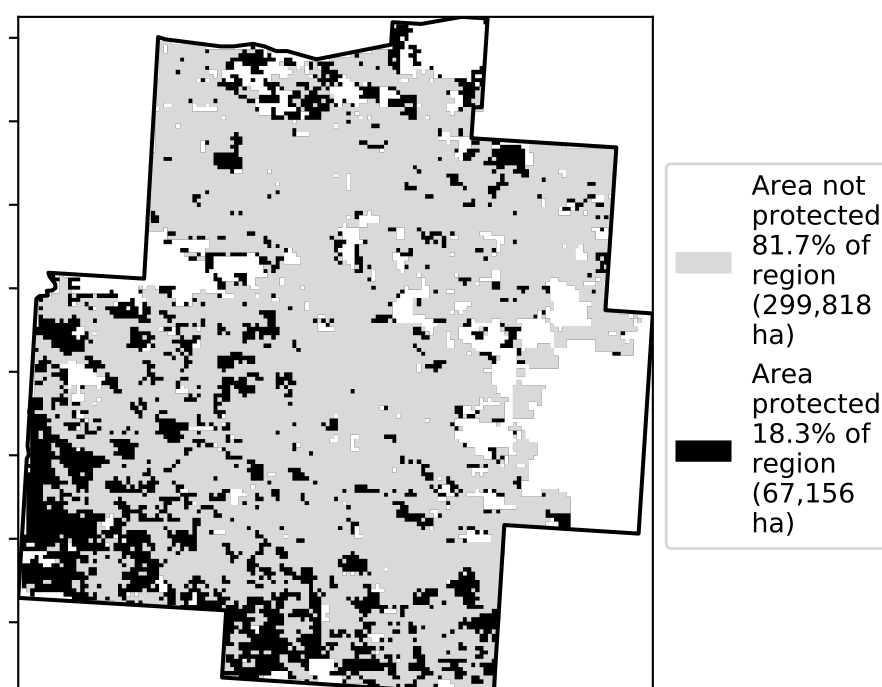 Area not
protected
81.7% of
region
(299,818
ha)
Area
protected
18.3% of
region
(67,156
ha)